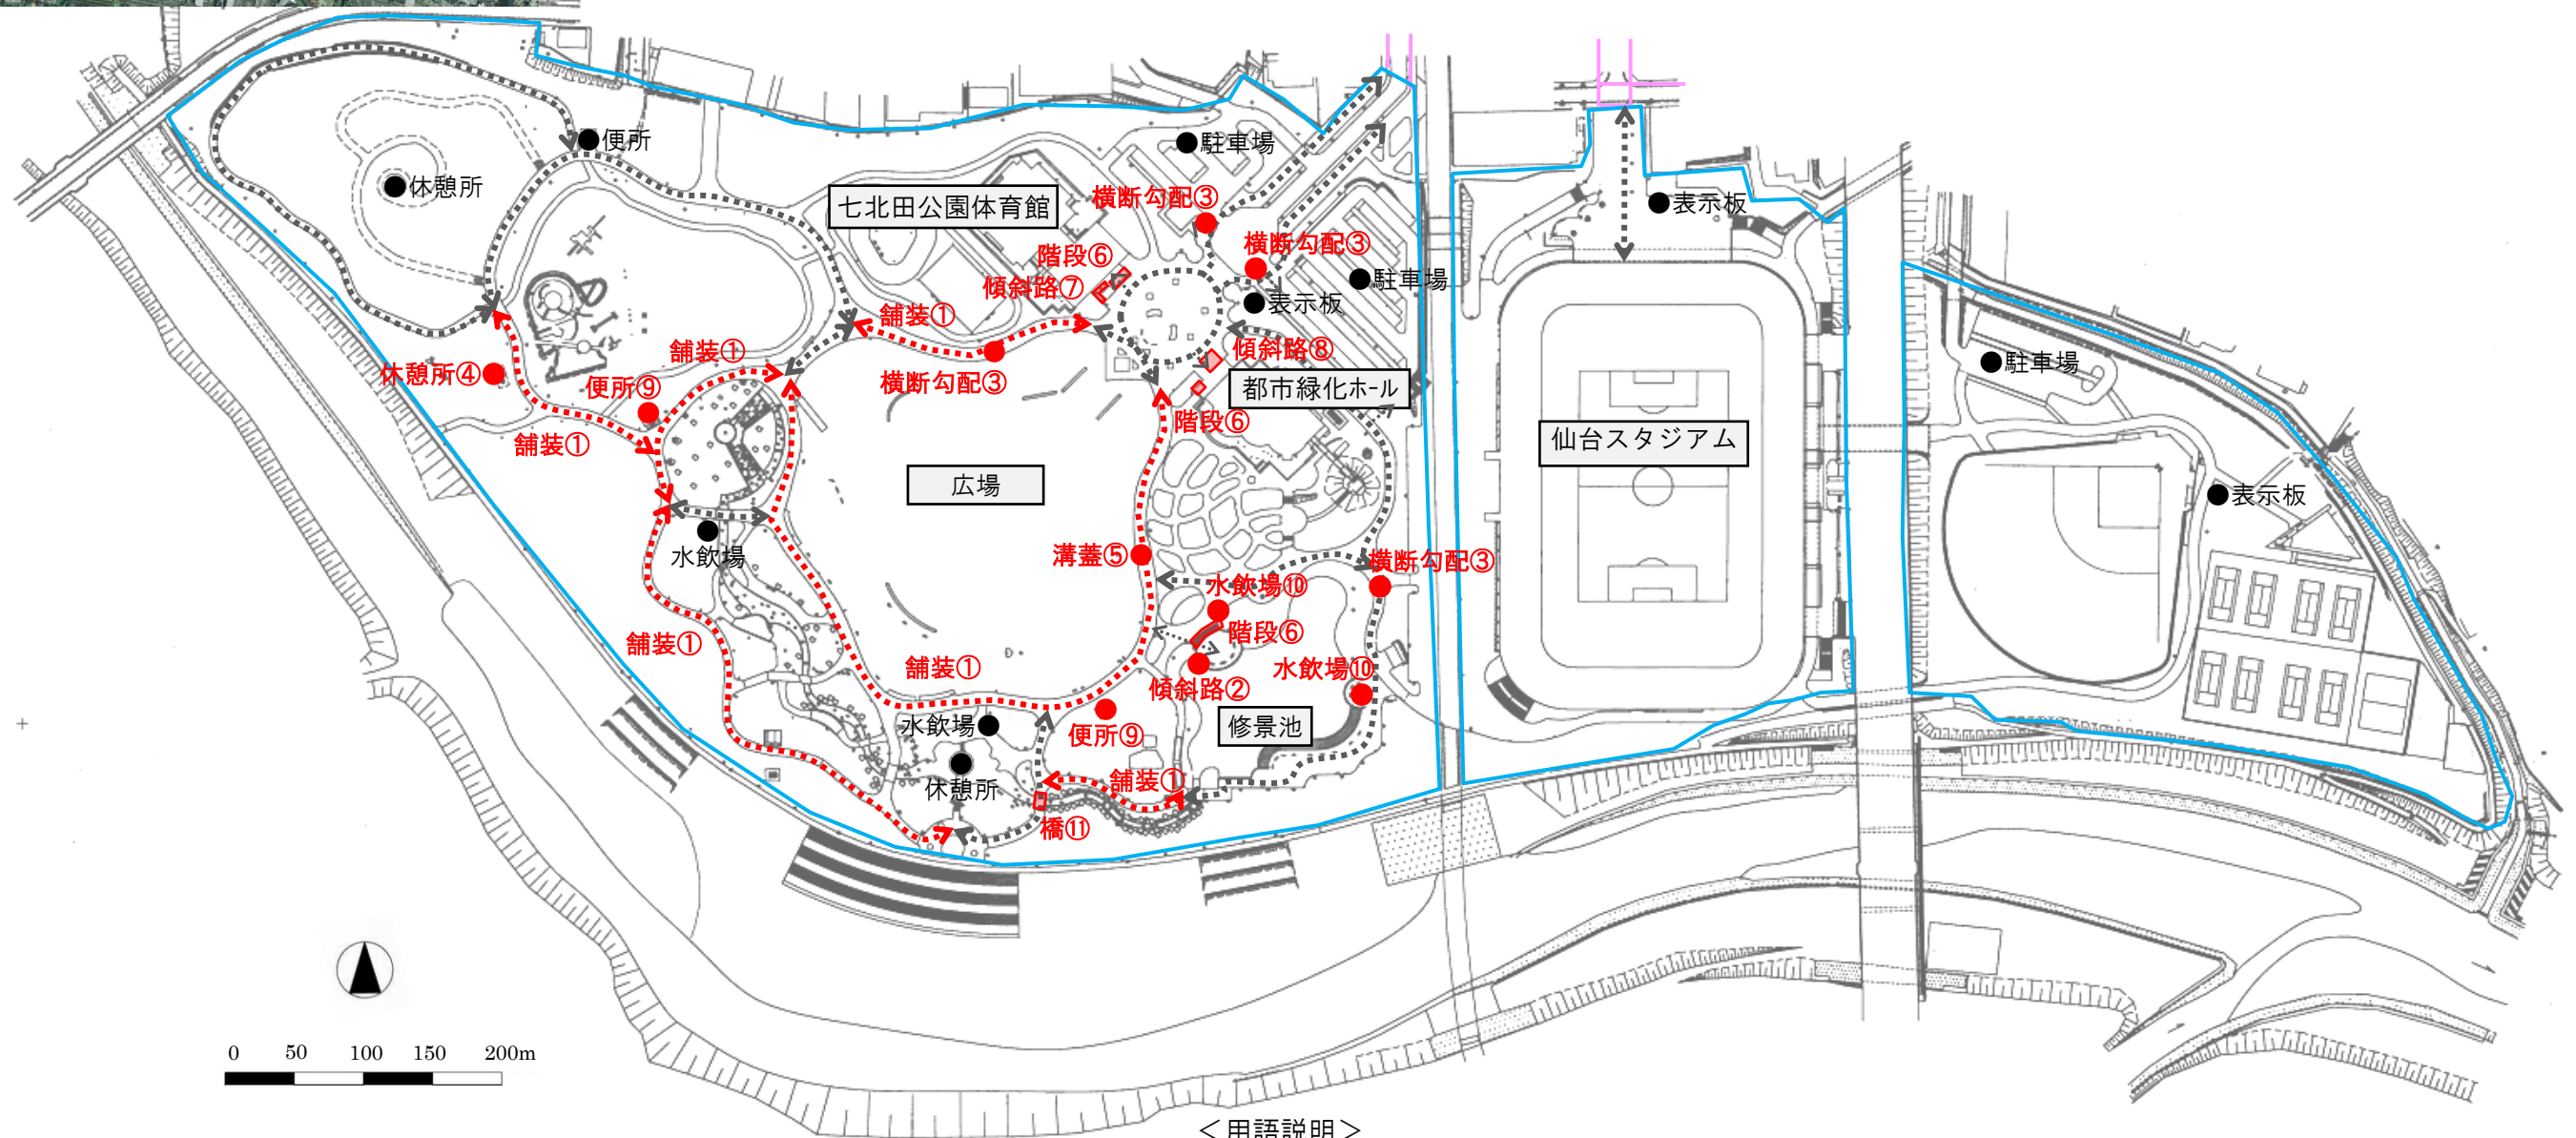 ●便所
●休憩所
●駐車場
七北田公園体育館
横断勾配③
●表示板
横断勾配③
階段⑥
傾斜路⑦
●駐車場
●表示板
舗装①
傾斜路⑧
舗装①
休憩所④
横断勾配③
便所⑨
都市緑化ﾎｰﾙ
●駐車場
階段⑥
舗装①
仙台スタジアム
広場
●表示板
水飲場
溝蓋⑤
横断勾配③
水飲場⑩
階段⑥
舗装①
舗装①
水飲場⑩
傾斜路②
水飲場
便所⑨
修景池
休憩所
舗装①
橋⑪
0 50 100 150 200m
＜用語説明＞